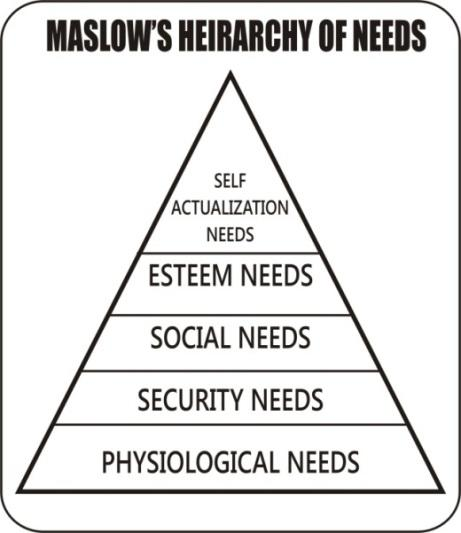 MASLOW'S HEIRARCHY OF NEEDS
SELF
ACTUALIZATION
NEEDS
ESTEEM NEEDS
SOCIAL NEEDS
SECURITY NEEDS
PHYSIOLOGICAL NEEDS